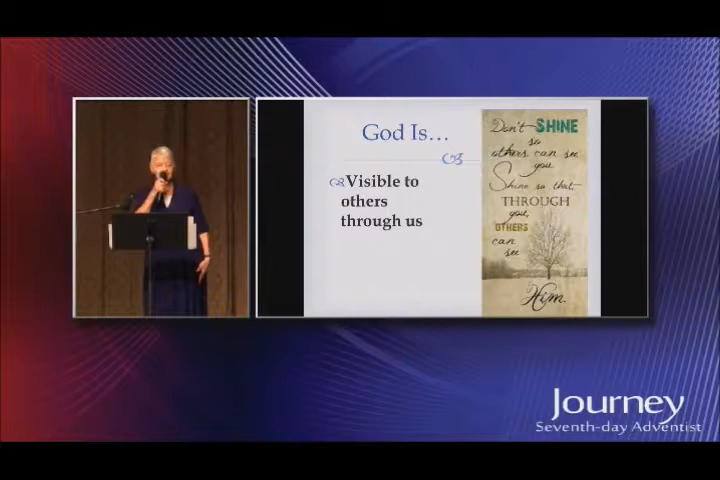 God Is...
Visible to
others
through us
Don't SHINE
so
others can see
you.
Shine so that
THROUGH
you,
OTHERS
can
see
Him.
Journey
Seventh-day Adventist